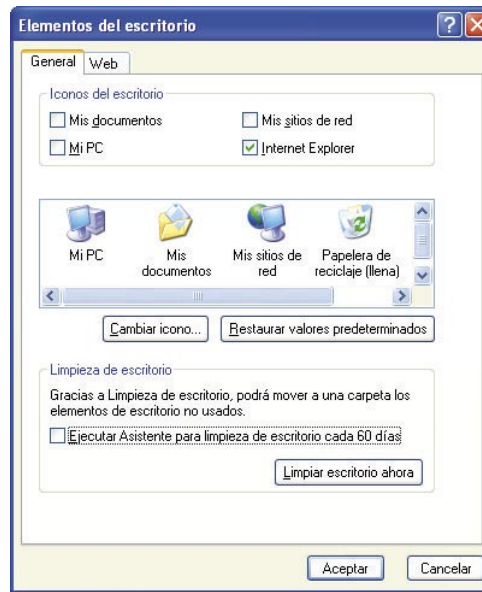 Elementos del escritorio
General Web
Iconos del escritorio
Mis documentos Mis sitios de red
Mi PC Internet Explorer
Mi PC Mis documentos Mis sitios de red Papelera de reciclaje (llena)
Cambiar icono... Restaurar valores predeterminados
Limpieza de escritorio
Gracias a Limpieza de escritorio, podrá mover a una carpeta los
elementos de escritorio no usados.
Ejecutar Asistente para limpieza de escritorio cada 60 días
Limpiar escritorio ahora
Aceptar Cancelar